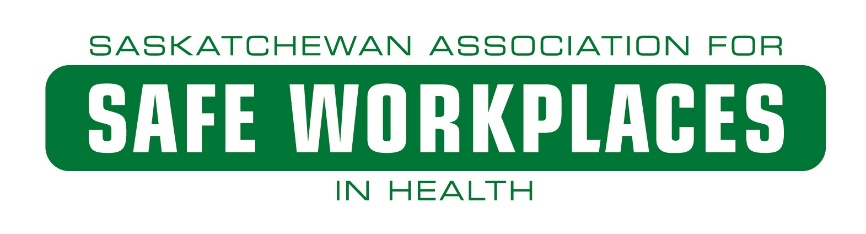 SASKATCHEWAN ASSOCIATION FOR
SAFE WORKPLACES
IN HEALTH